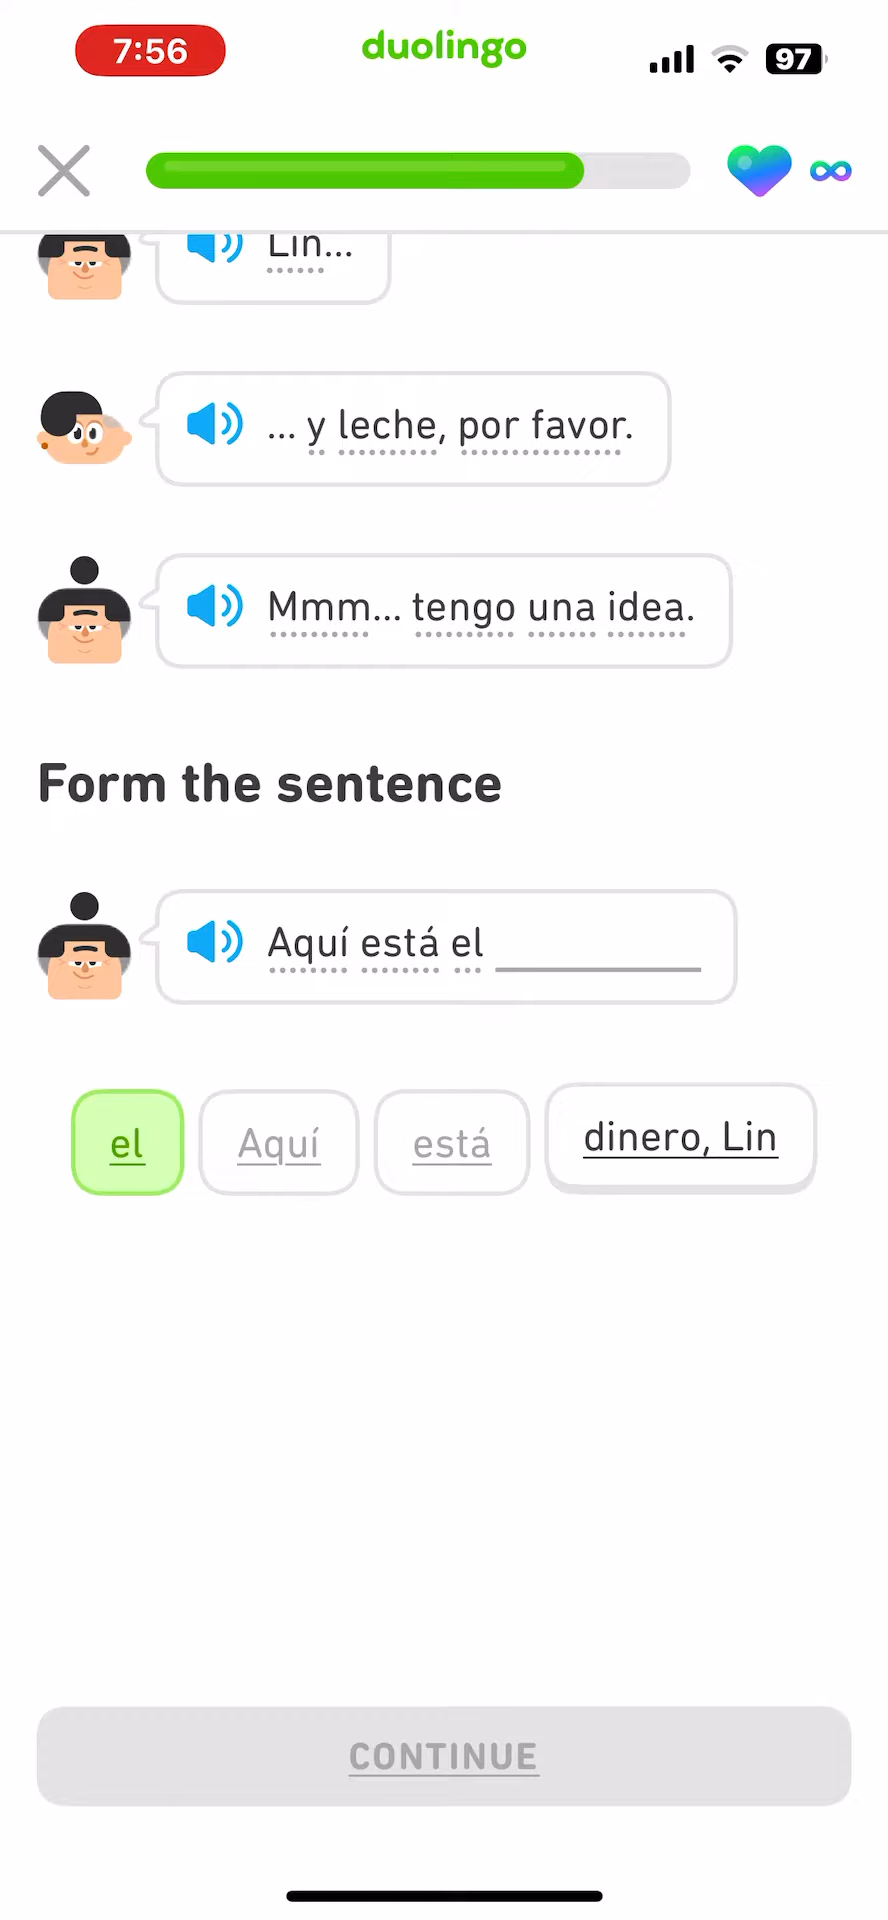 7:56
duolingo
97
Lin...
... y leche, por favor.
Mmm... tengo una idea.
Form the sentence
Aquí está el
el Aquí está dinero, Lin
CONTINUE